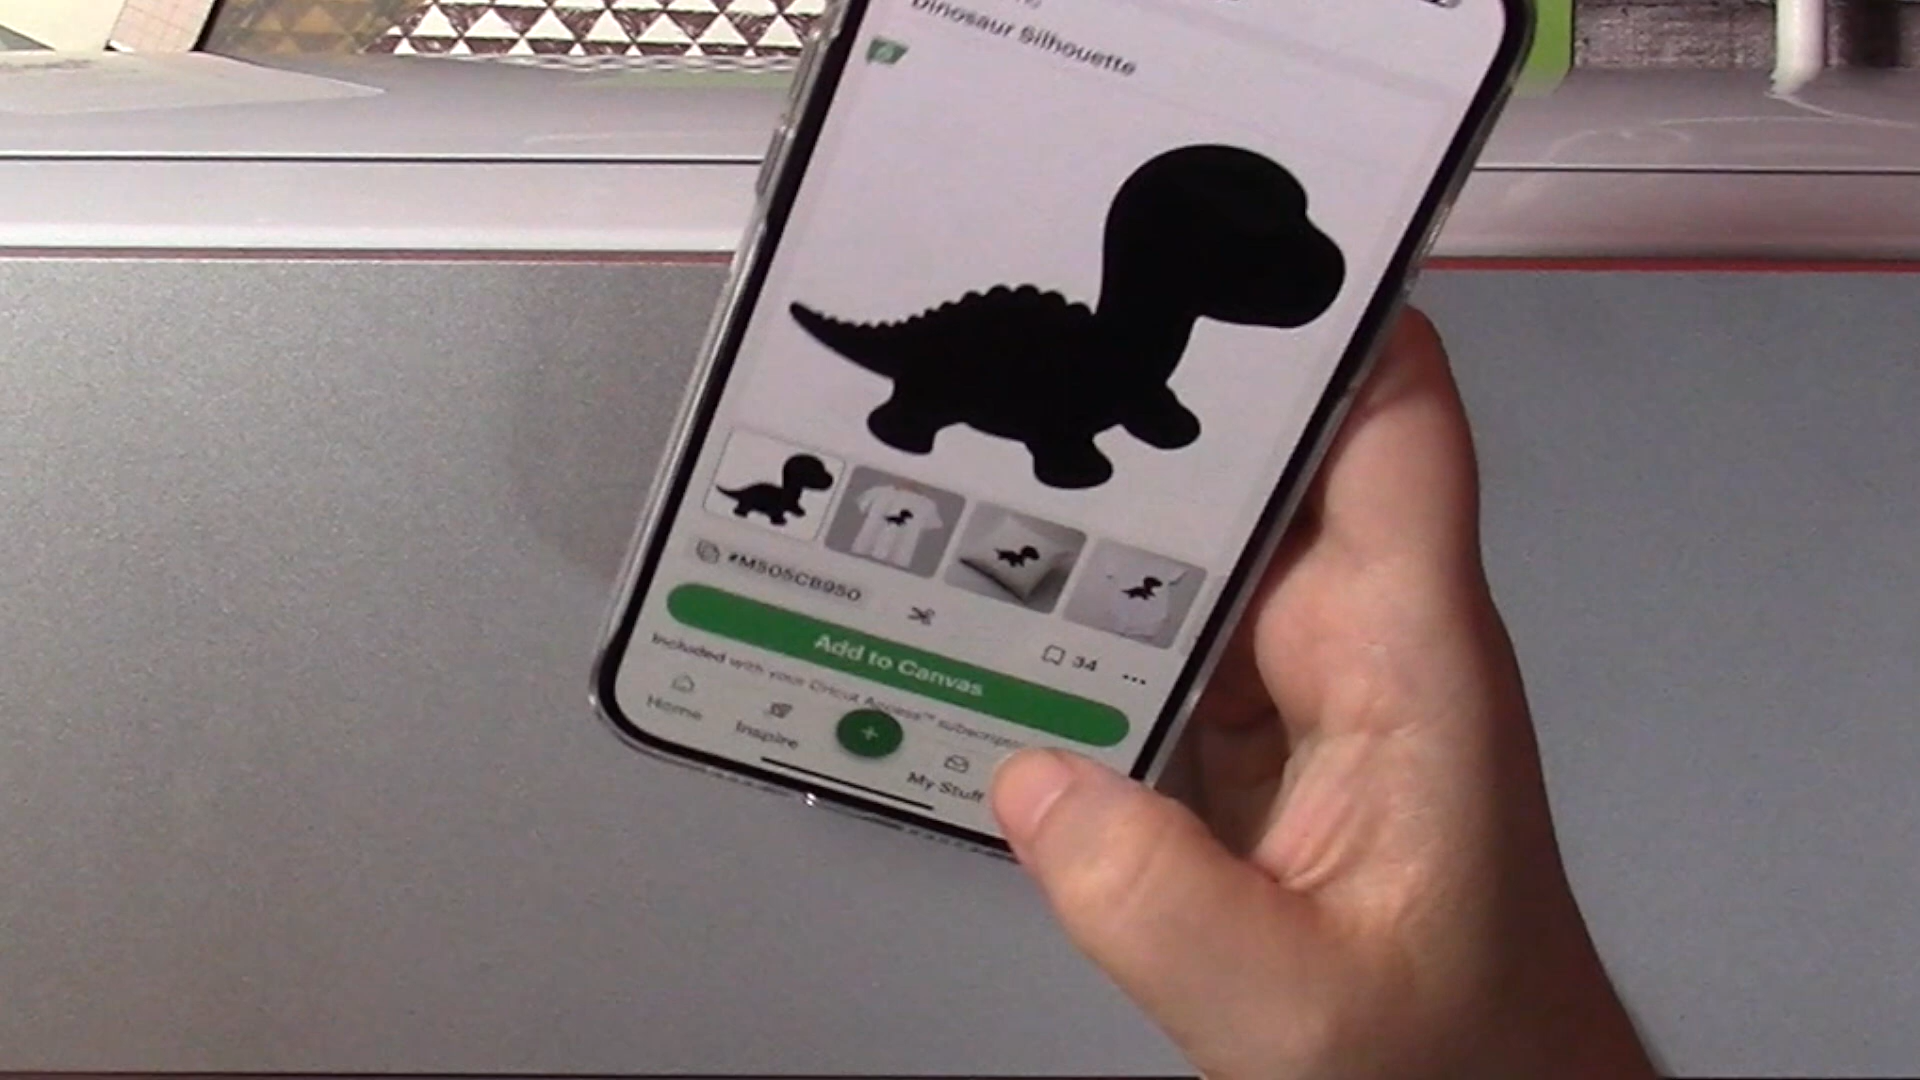 Dinosaur Silhouette
#M505CB950
34
Add to Canvas
Included with your Cricut Access™ subscription
Home
Inspire
My Stuff